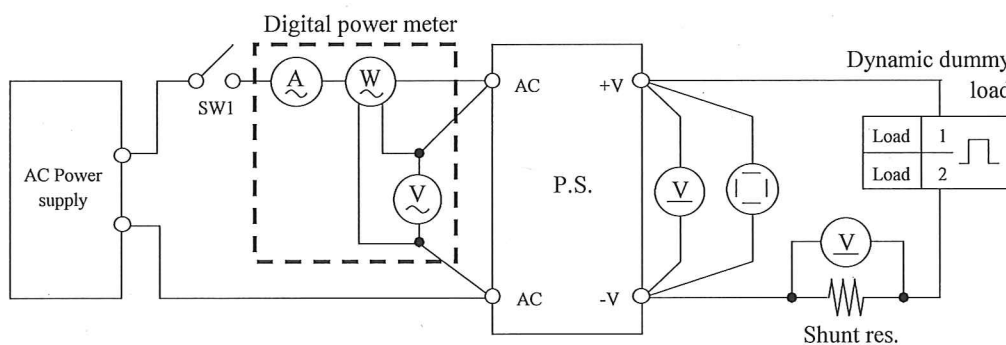 Digital power meter
Dynamic dummy
load
A
W
SW1
AC
+V
Load 1
Load 2
AC Power
supply
V
P.S.
V
V
AC
-V
Shunt res.